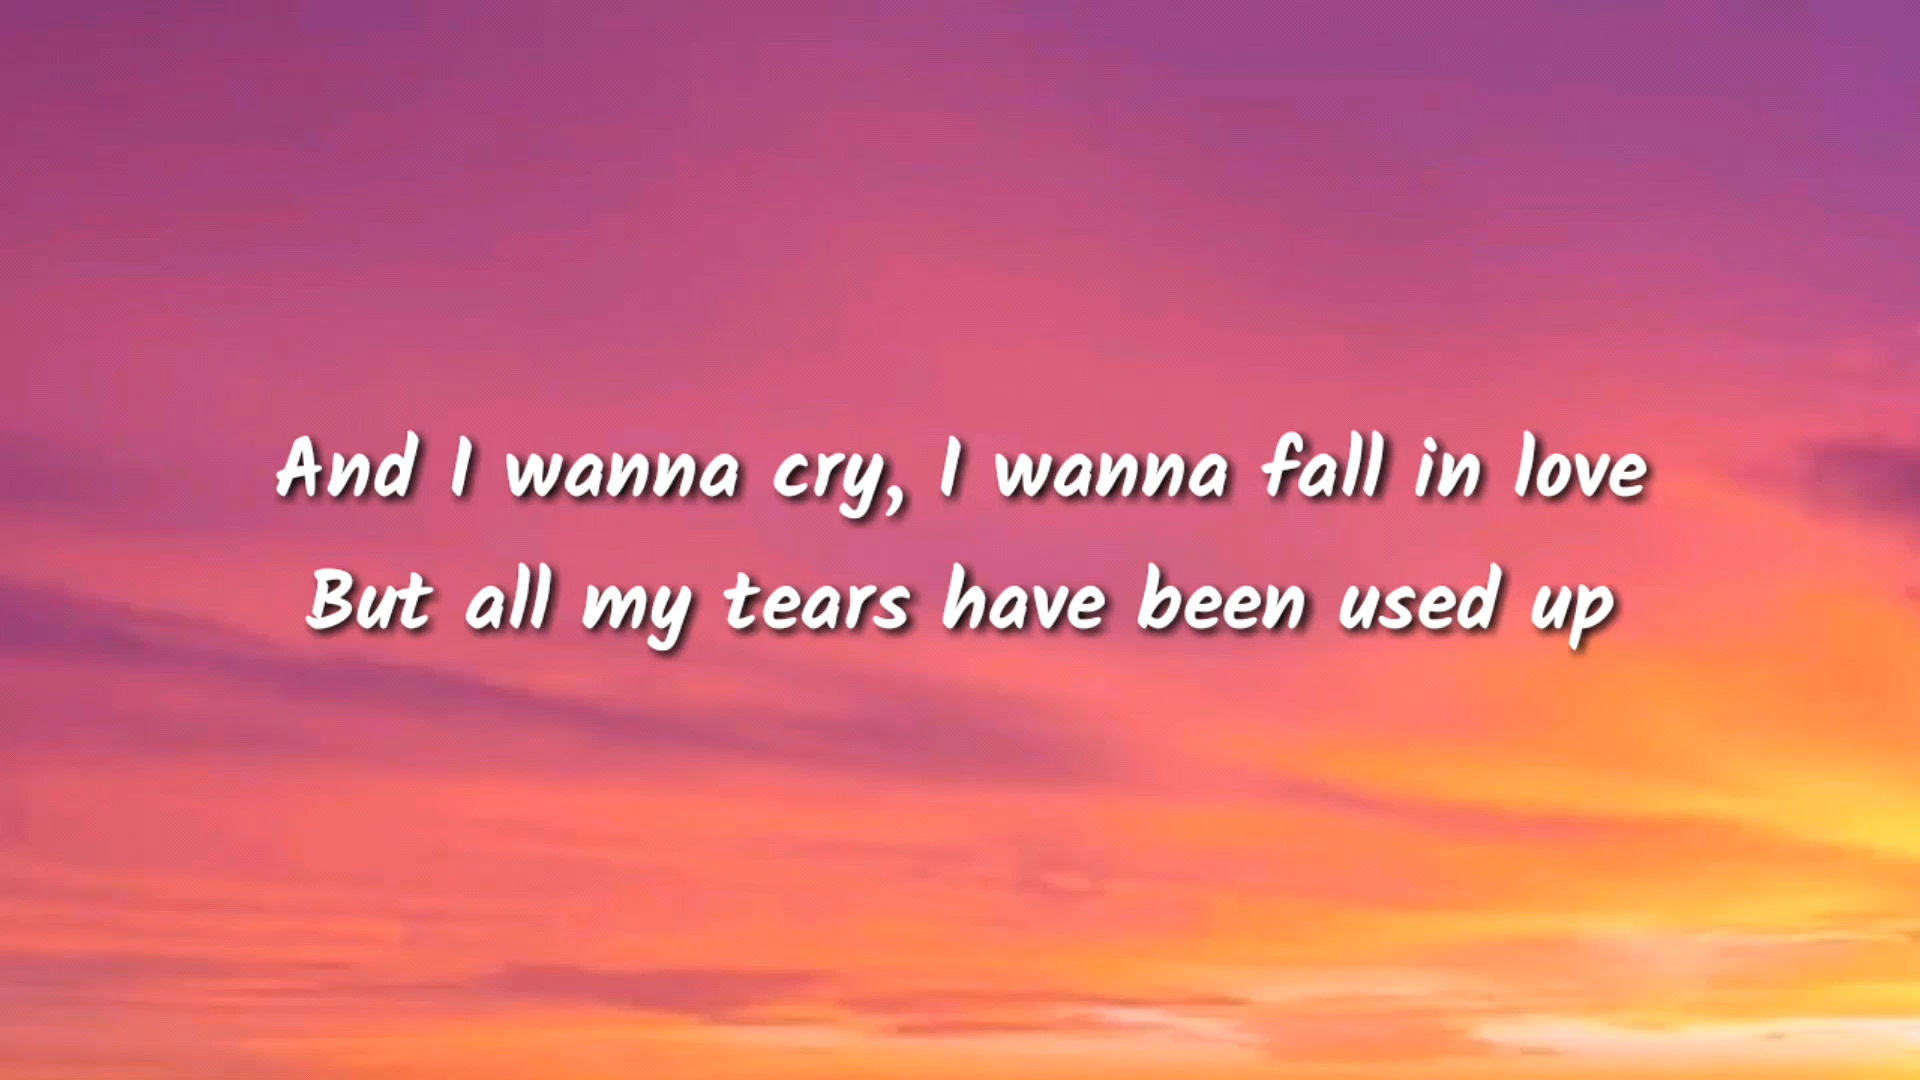 And I wanna cry, I wanna fall in love
But all my tears have been used up